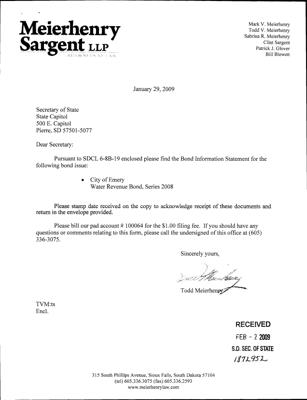 Meierhenry
Sargent LLP
ATTORNEYS AT LAW
Mark V. Meierhenry
Todd V. Meierhenry
Sabrina R. Meierhenry
Clint Sargent
Patrick J. Glover
Bill Blewett
January 29, 2009
Secretary of State
State Capitol
500 E. Capitol
Pierre, SD 57501-5077
Dear Secretary:
Pursuant to SDCL 6-8B-19 enclosed please find the Bond Information Statement for the
following bond issue:
• City of Emery
Water Revenue Bond, Series 2008
Please stamp date received on the copy to acknowledge receipt of these documents and
return in the envelope provided.
Please bill our pad account # 100064 for the $1.00 filing fee. If you should have any
questions or comments relating to this form, please call the undersigned of this office at (605)
336-3075.
Sincerely yours,
Todd Meierhenry
TVM:ts
Encl.
RECEIVED
FEB - 2 2009
S.D. SEC. OF STATE
1872952
315 South Phillips Avenue, Sioux Falls, South Dakota 57104
(tel) 605.336.3075 (fax) 605.336.2593
www.meierhenrylaw.com